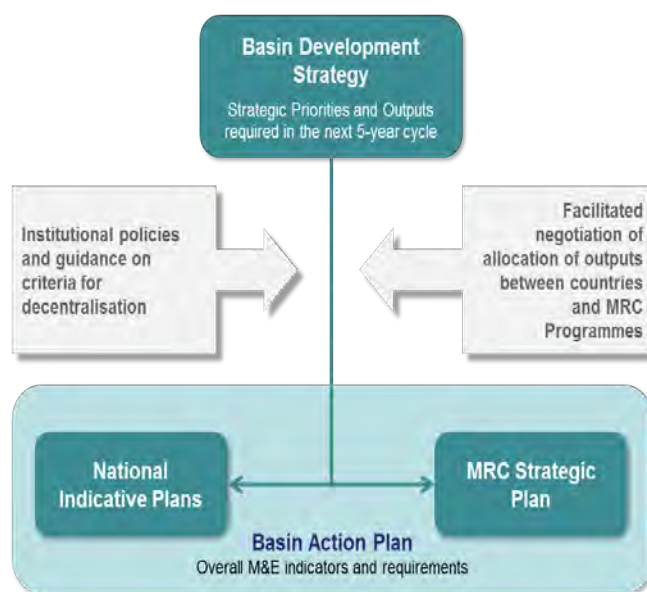 Basin Development
Strategy
Strategic Priorities and Outputs
required in the next 5-year cycle
Institutional policies
and guidance on
criteria for
decentralisation
Facilitated
negotiation of
allocation of outputs
between countries
and MRC
Programmes
National
Indicative Plans
MRC Strategic
Plan
Basin Action Plan
Overall M&E indicators and requirements